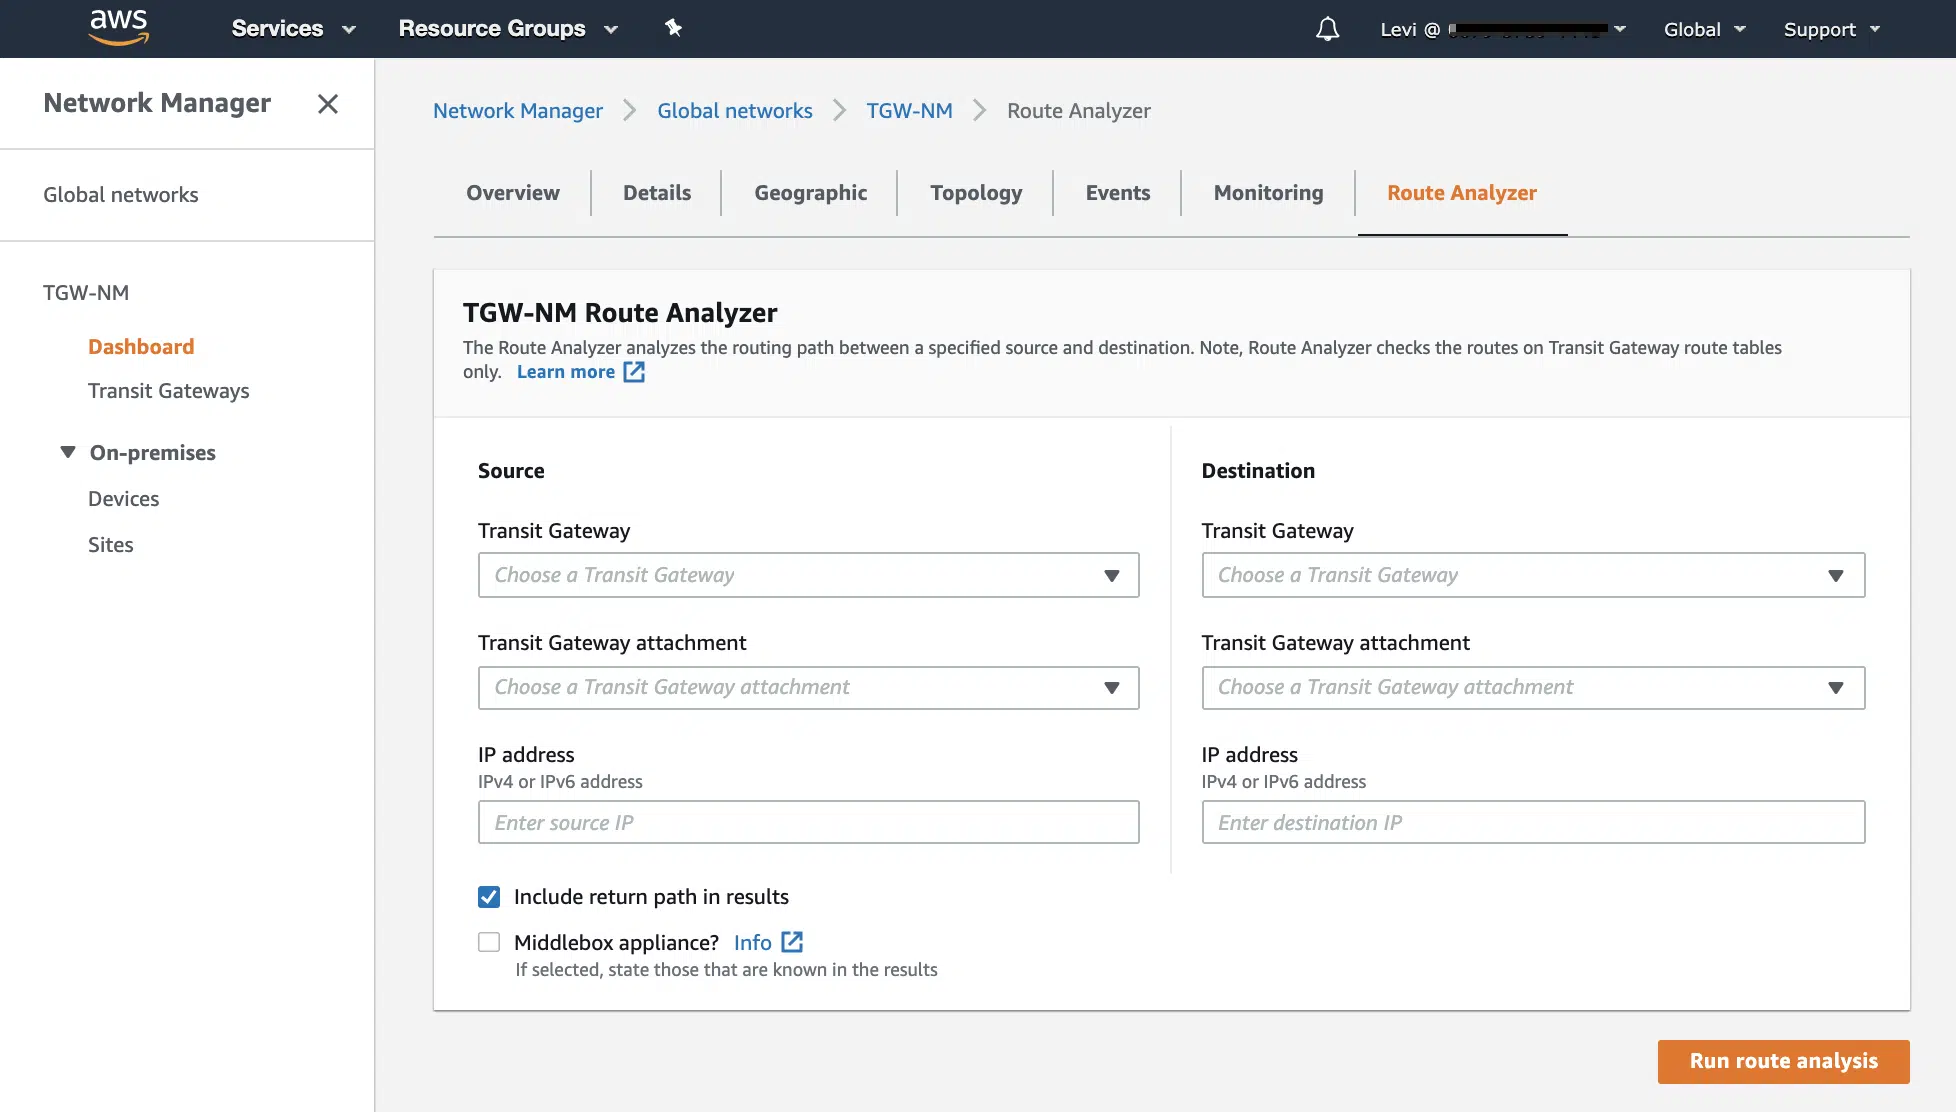 aws
Services
Resource Groups
Levi @
Global
Support
Network Manager
Global networks
TGW-NM
Dashboard
Transit Gateways
On-premises
Devices
Sites
Network Manager
Global networks
TGW-NM
Route Analyzer
Overview
Details
Geographic
Topology
Events
Monitoring
Route Analyzer
TGW-NM Route Analyzer
The Route Analyzer analyzes the routing path between a specified source and destination. Note, Route Analyzer checks the routes on Transit Gateway route tables
only. Learn more
Source
Transit Gateway
Choose a Transit Gateway
Transit Gateway attachment
Choose a Transit Gateway attachment
IP address
IPv4 or IPv6 address
Enter source IP
Destination
Transit Gateway
Choose a Transit Gateway
Transit Gateway attachment
Choose a Transit Gateway attachment
IP address
IPv4 or IPv6 address
Enter destination IP
Include return path in results
Middlebox appliance? Info
If selected, state those that are known in the results
Run route analysis